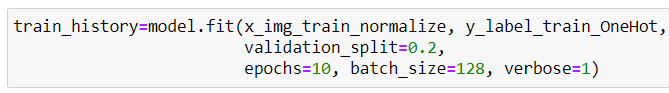 train_history=model.fit(x_img_train_normalize, y_label_train_OneHot,
validation_split=0.2,
epochs=10, batch_size=128, verbose=1)